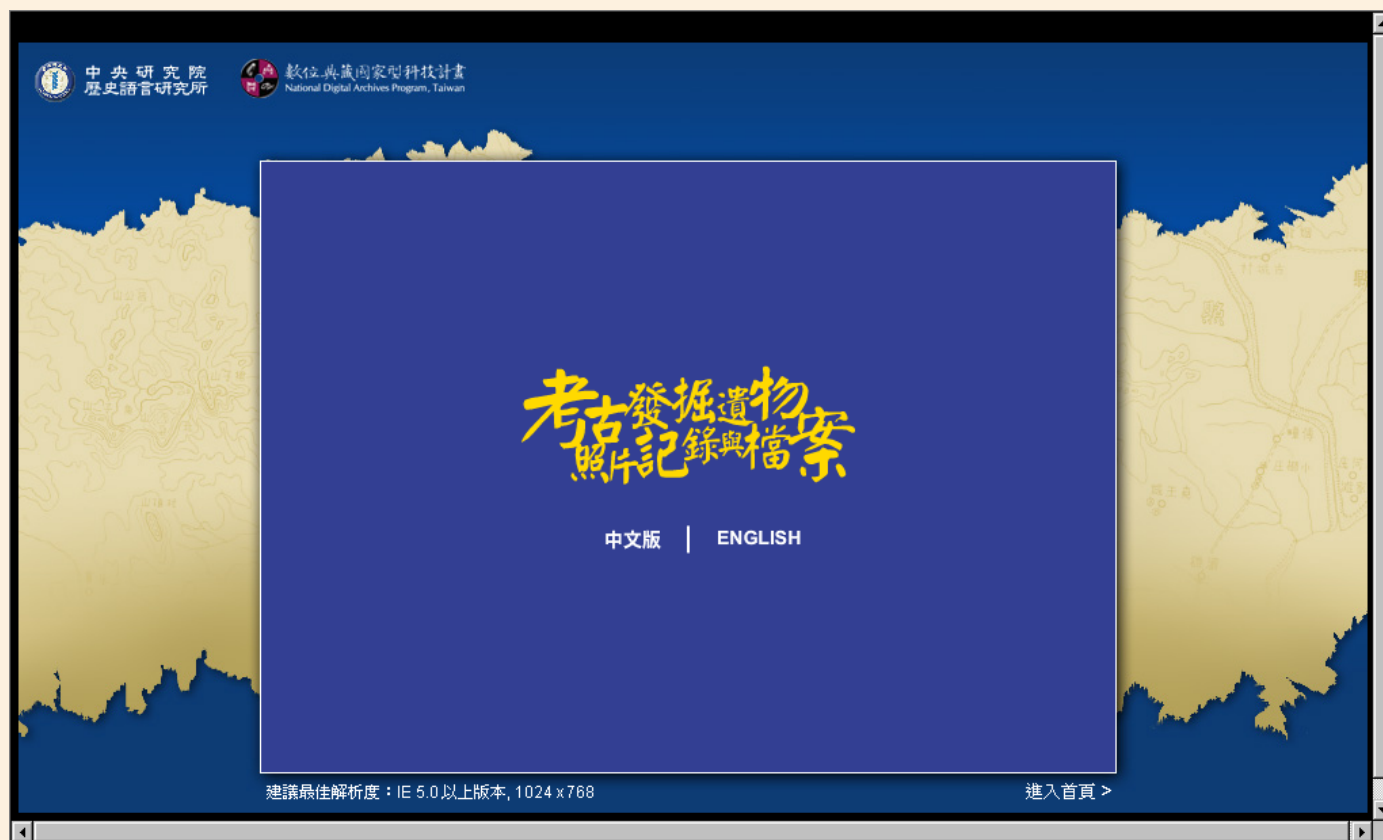 中央研究院
歷史語言研究所
數位典藏國家型科技計畫
National Digital Archives Program, Taiwan
考古發掘遺物
照片記錄與檔案
中文版 | ENGLISH
建議最佳解析度：IE 5.0以上版本, 1024 x 768
進入首頁 >